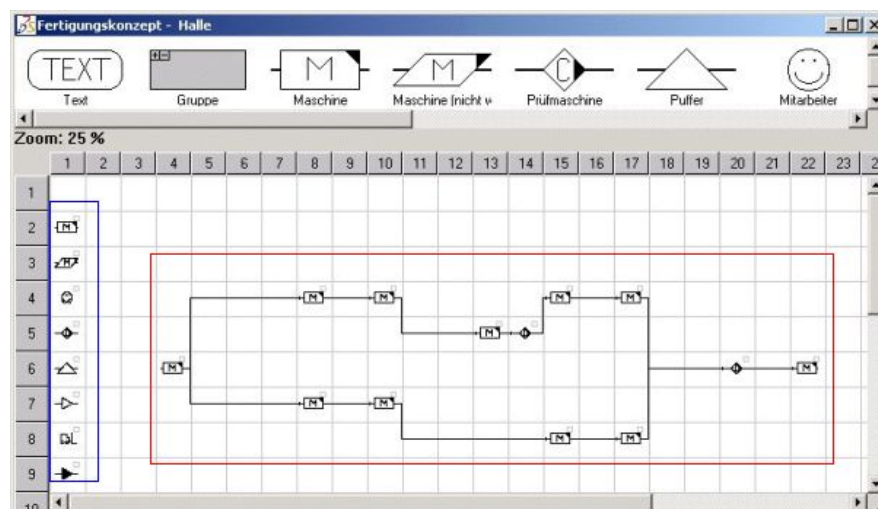 Fertigungskonzept - Halle
TEXT M M C
Text Gruppe Maschine Maschine (nicht w Prüfmaschine Puffer Mitarbeiter
Zoom: 25 %
1 2 3 4 5 6 7 8 9 10 11 12 13 14 15 16 17 18 19 20 21 22 23 2
1
2 M
3 M
4 M M M M
5 M
6 M M
7 M M
8 M M
9
10